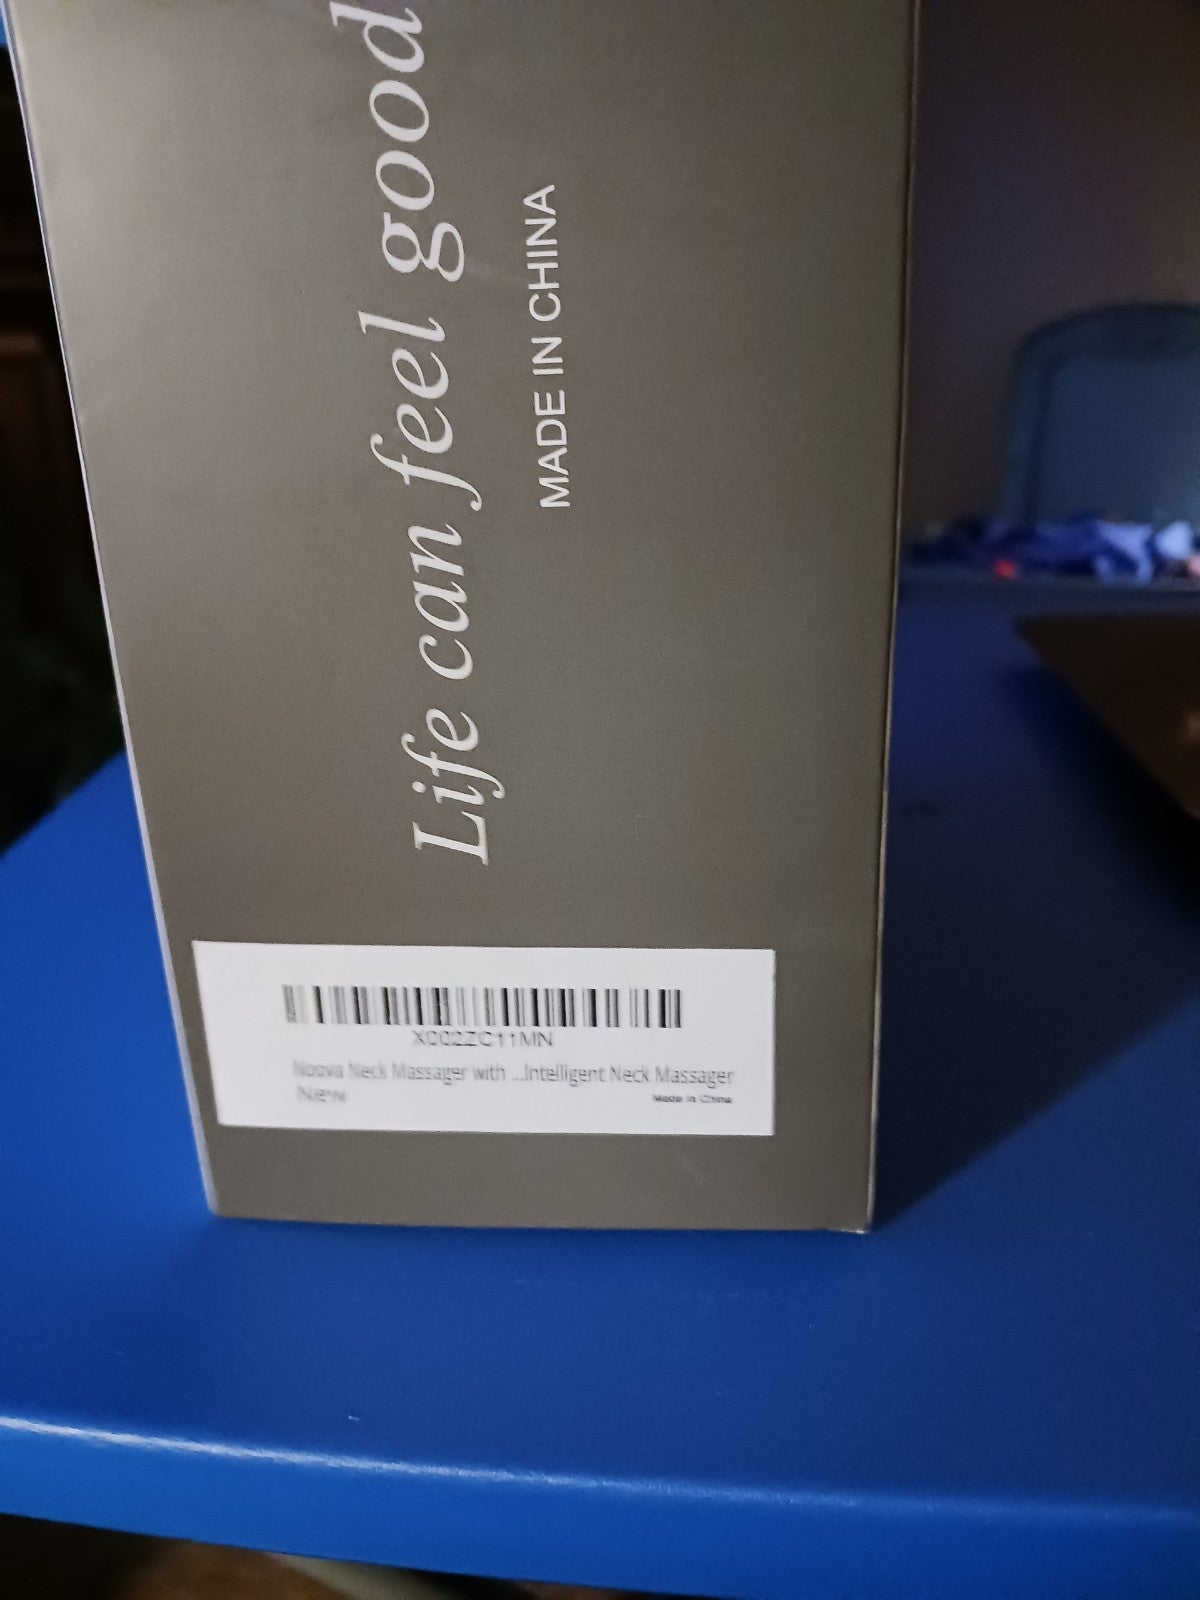 Life can feel good
MADE IN CHINA
X002ZC11MN
Noova Neck Massager with ...Intelligent Neck Massager
New
Made in China